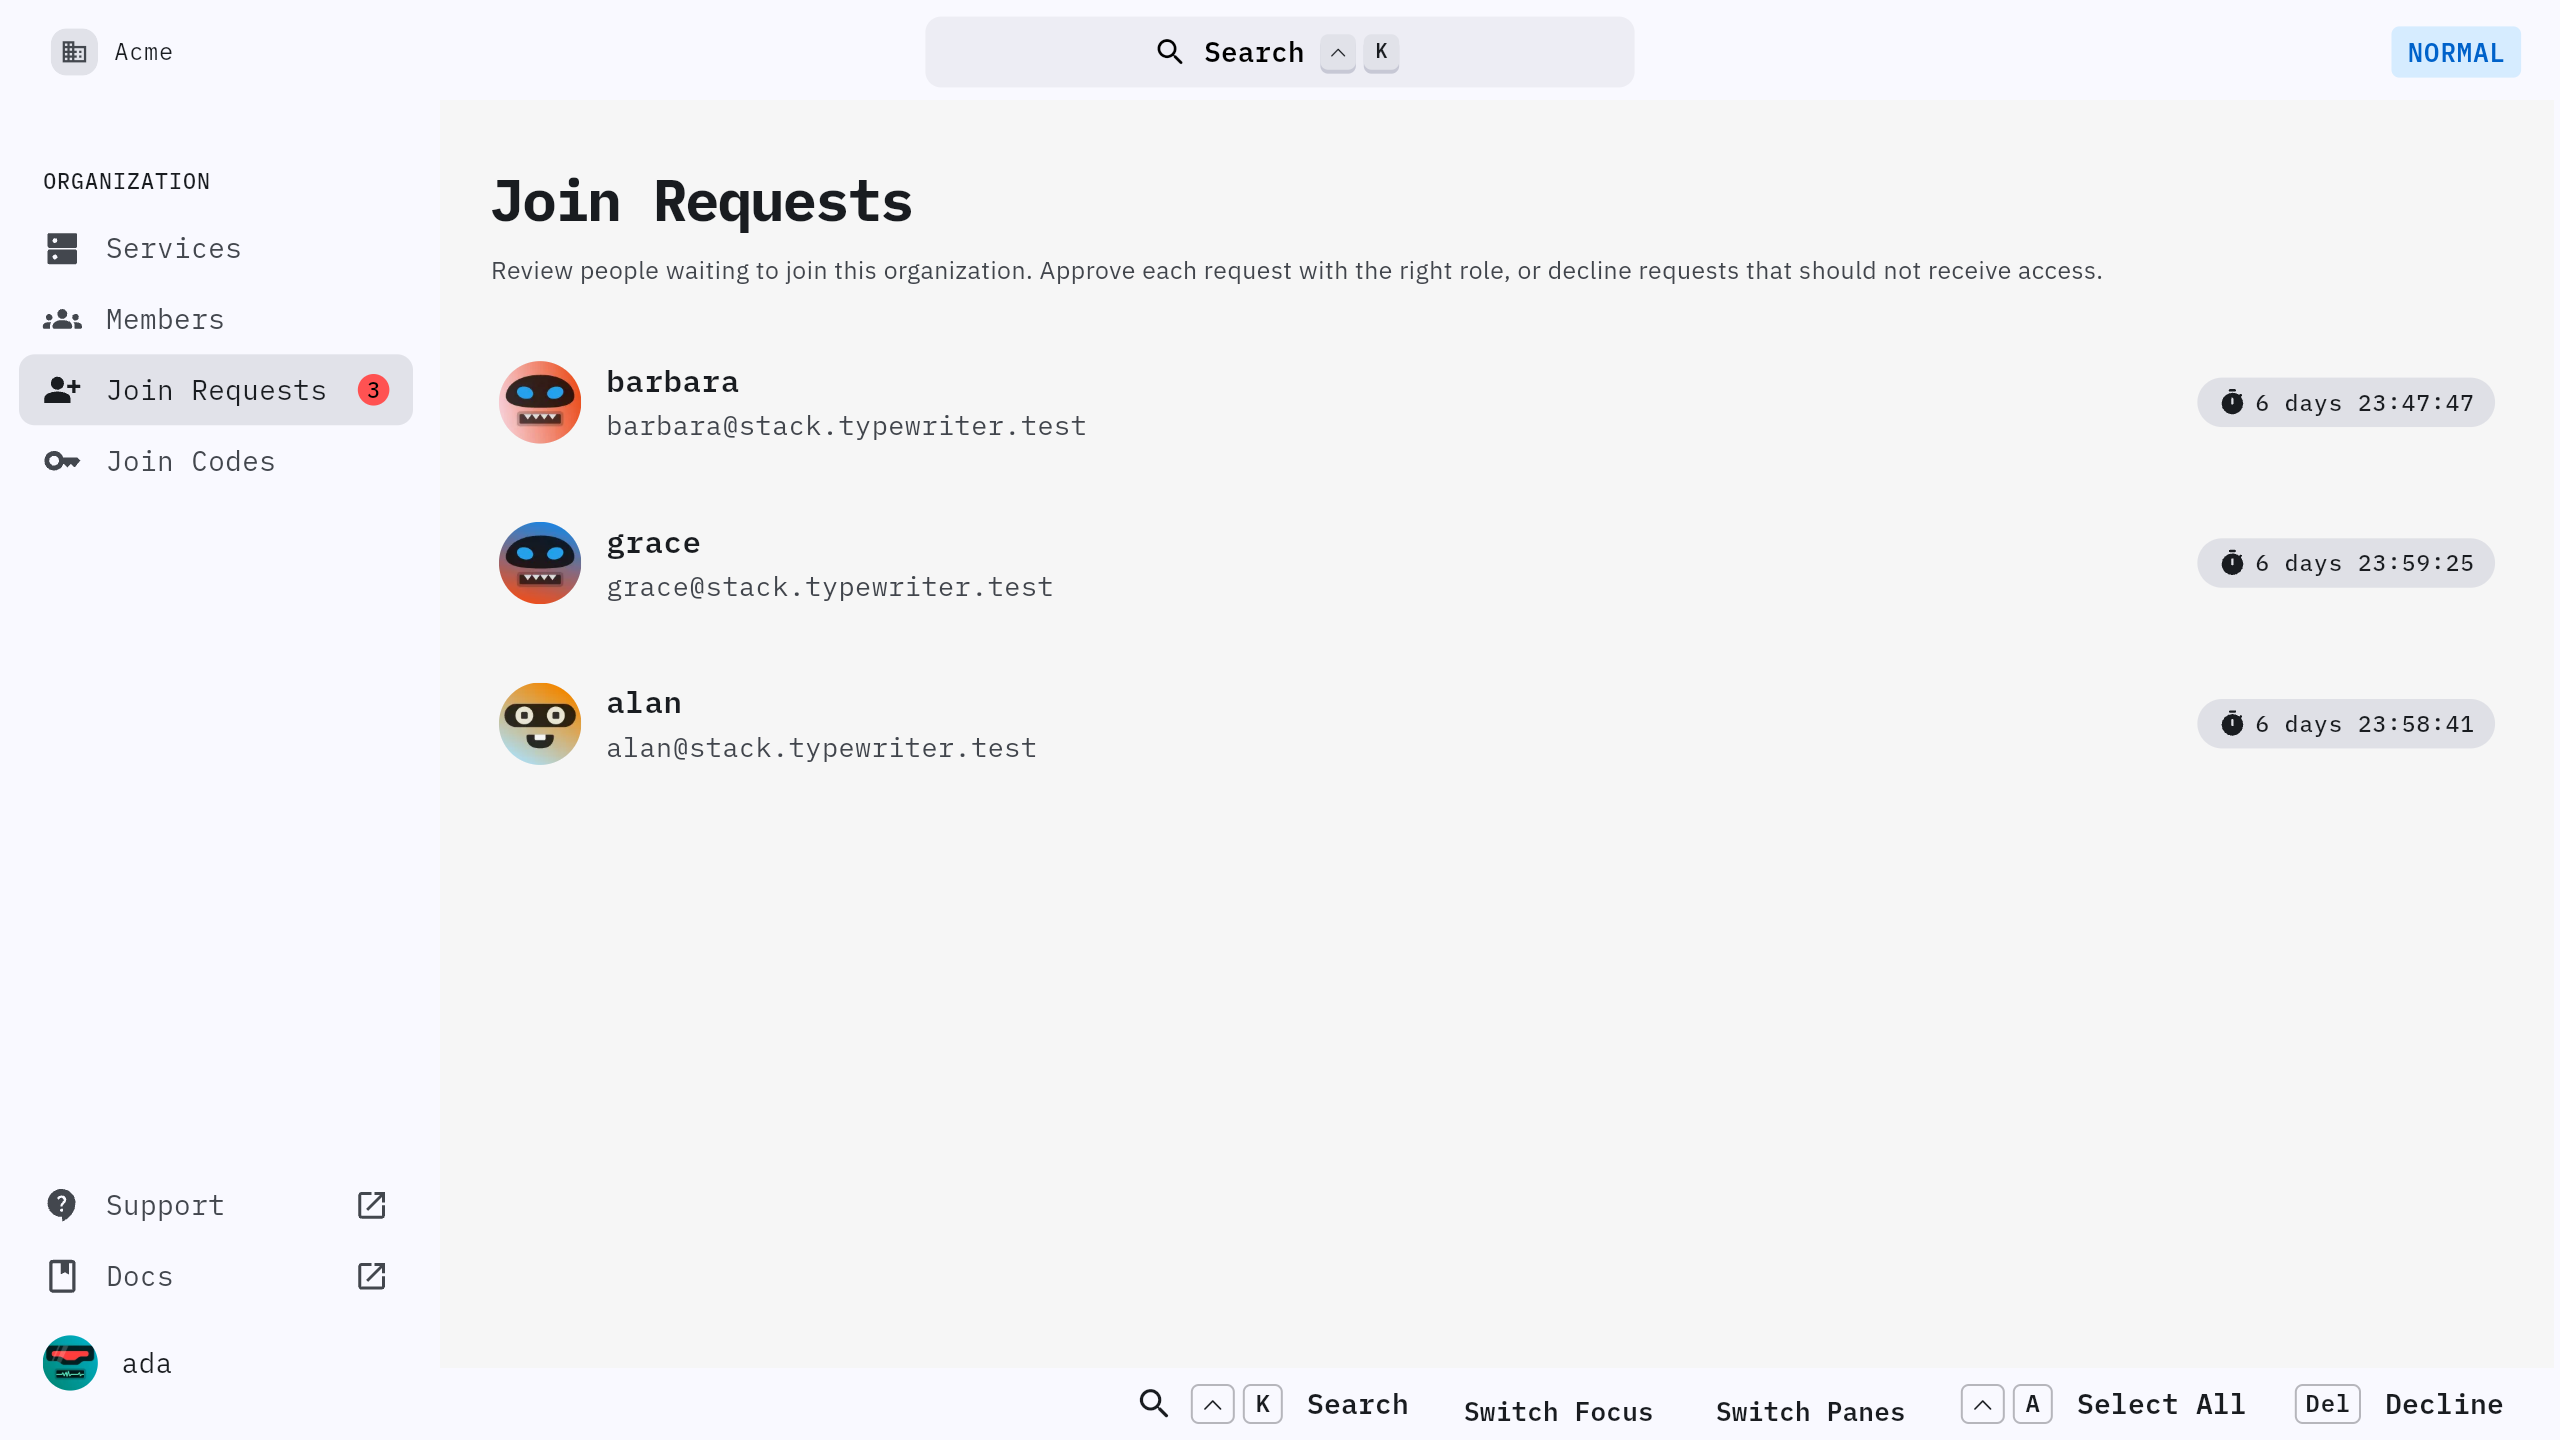 Acme
Search ^ K
NORMAL
ORGANIZATION
Services
Members
Join Requests 3
Join Codes
Join Requests
Review people waiting to join this organization. Approve each request with the right role, or decline requests that should not receive access.
barbara
barbara@stack.typewriter.test
6 days 23:47:47
grace
grace@stack.typewriter.test
6 days 23:59:25
alan
alan@stack.typewriter.test
6 days 23:58:41
Support
Docs
ada
^ K Search Switch Focus Switch Panes ^ A Select All Del Decline